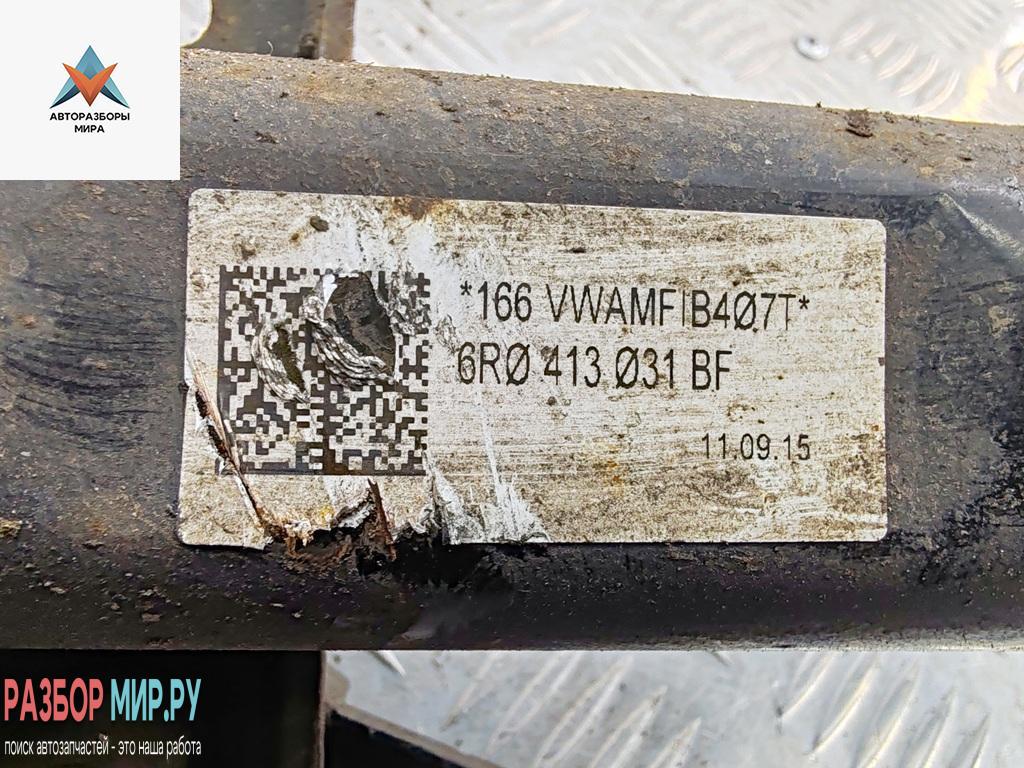 АВТОРАЗБОРЫ
МИРА
*166 VWAMFIB4Ø7T*
6RØ 413 Ø31 BF
11.09.15
РАЗБОР МИР.РУ
поиск автозапчастей - это наша работа